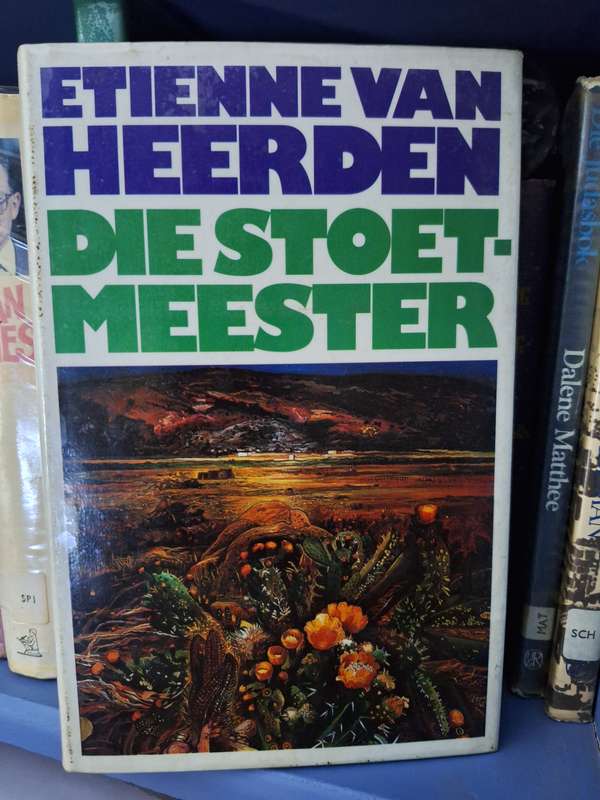 ETIENNE VAN
HEERDEN
DIE STOET-
MEESTER
Dalene Matthee
MAT
SCH
SPI